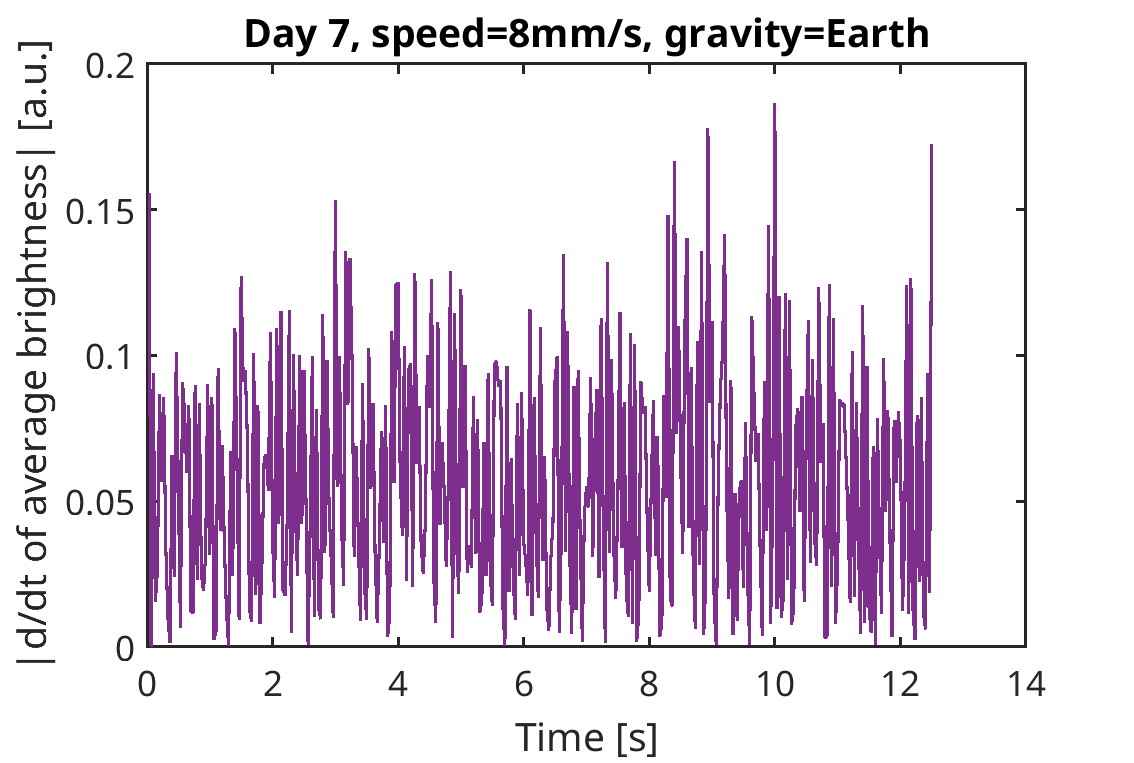 Day 7, speed=8mm/s, gravity=Earth
|d/dt of average brightness| [a.u.]
0.2
0.15
0.1
0.05
0
0 2 4 6 8 10 12 14
Time [s]